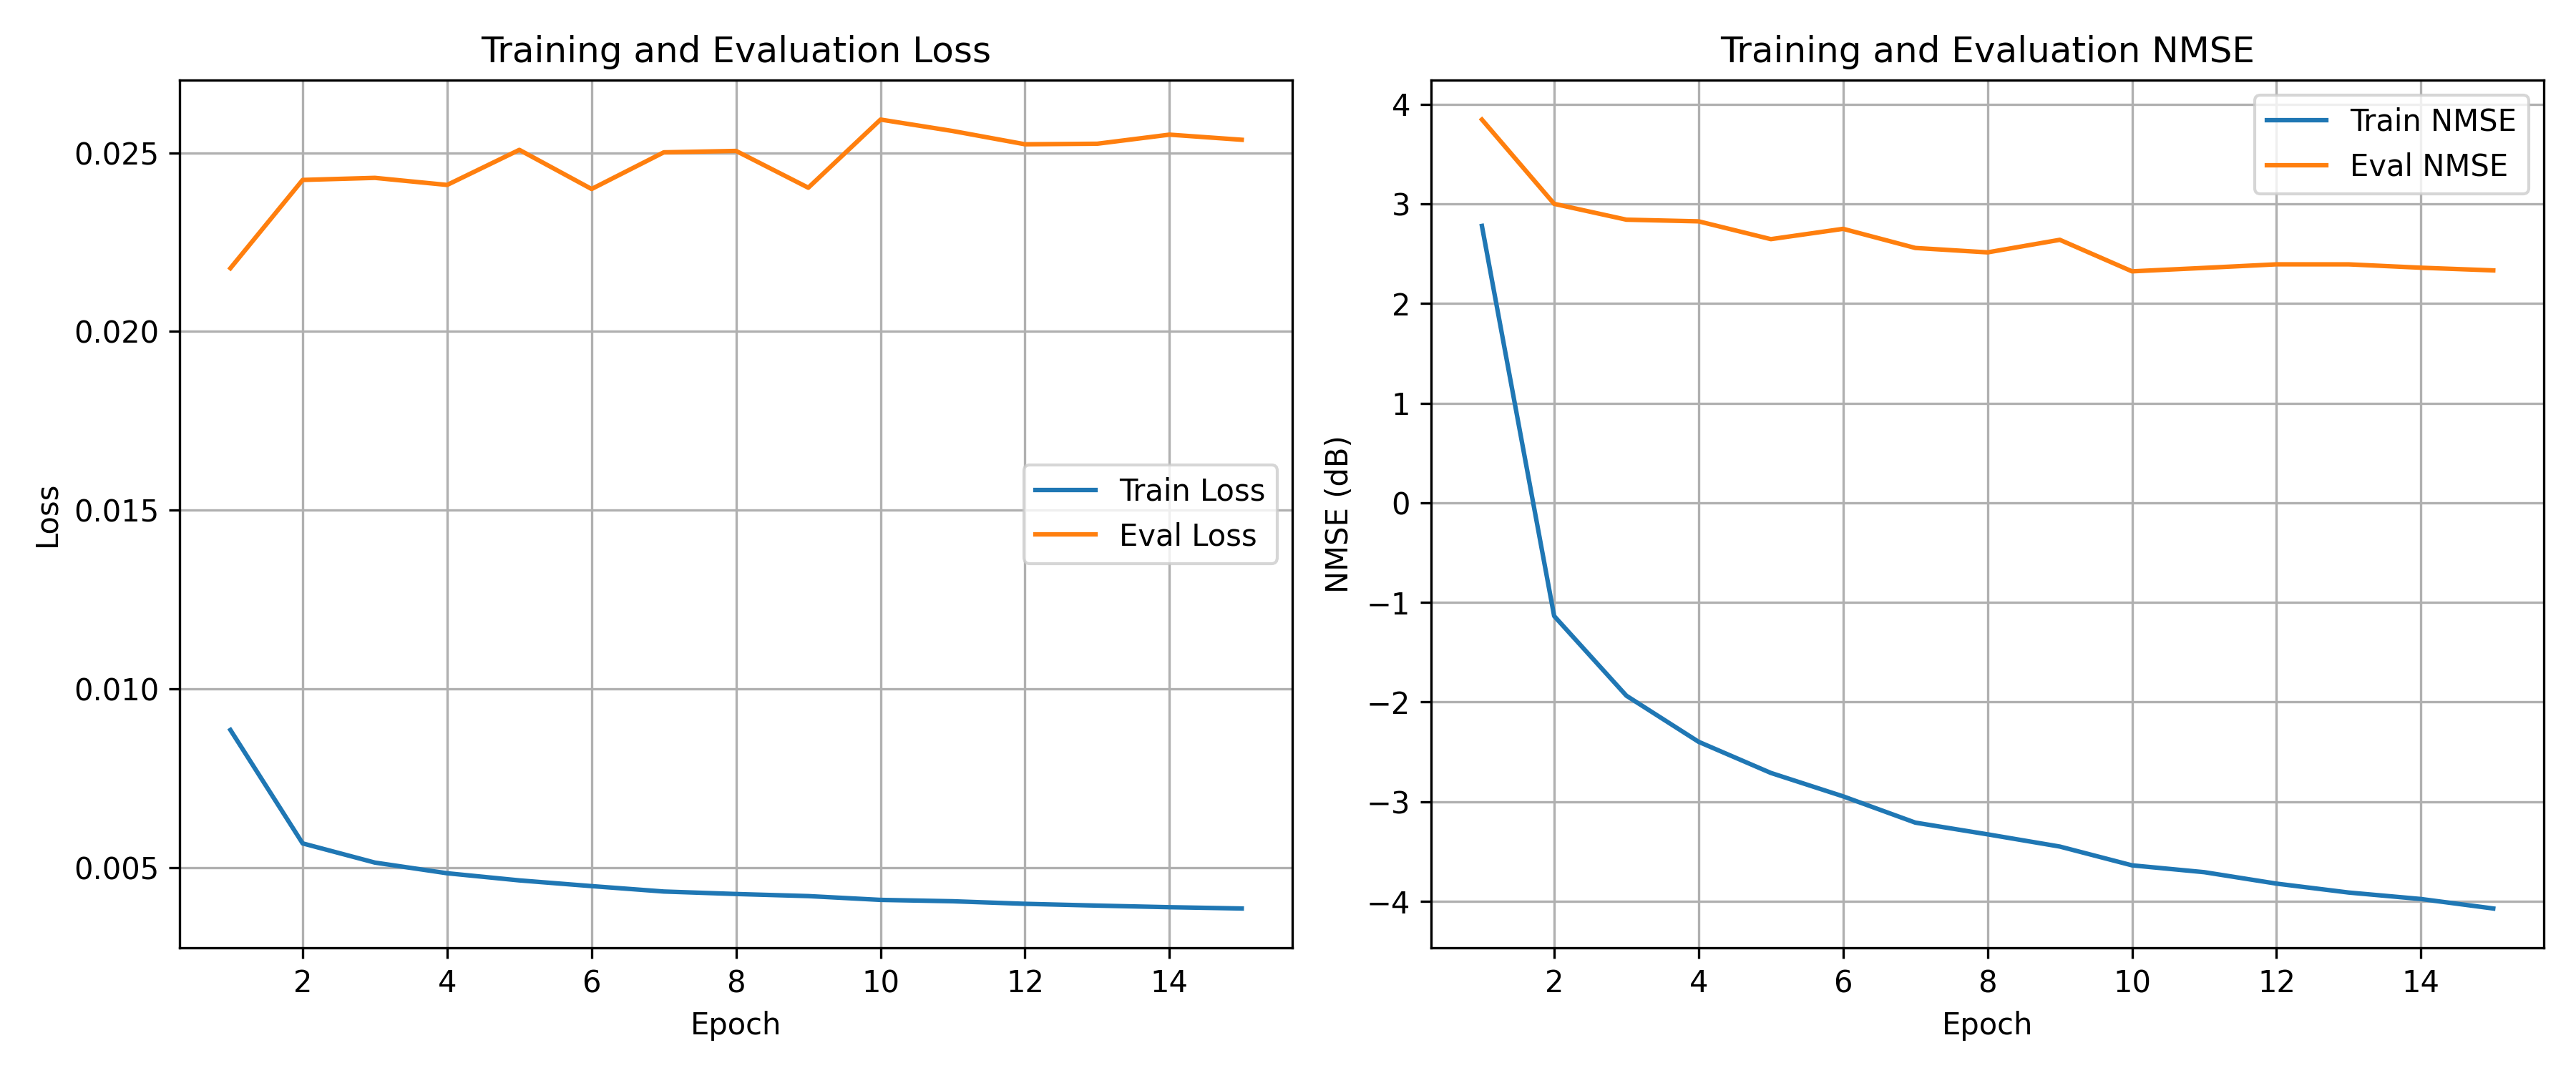 Training and Evaluation Loss
Loss
0.025
0.020
0.015
0.010
0.005
Train Loss
Eval Loss
2 4 6 8 10 12 14
Epoch
Training and Evaluation NMSE
NMSE (dB)
4
3
2
1
0
−1
−2
−3
−4
Train NMSE
Eval NMSE
2 4 6 8 10 12 14
Epoch